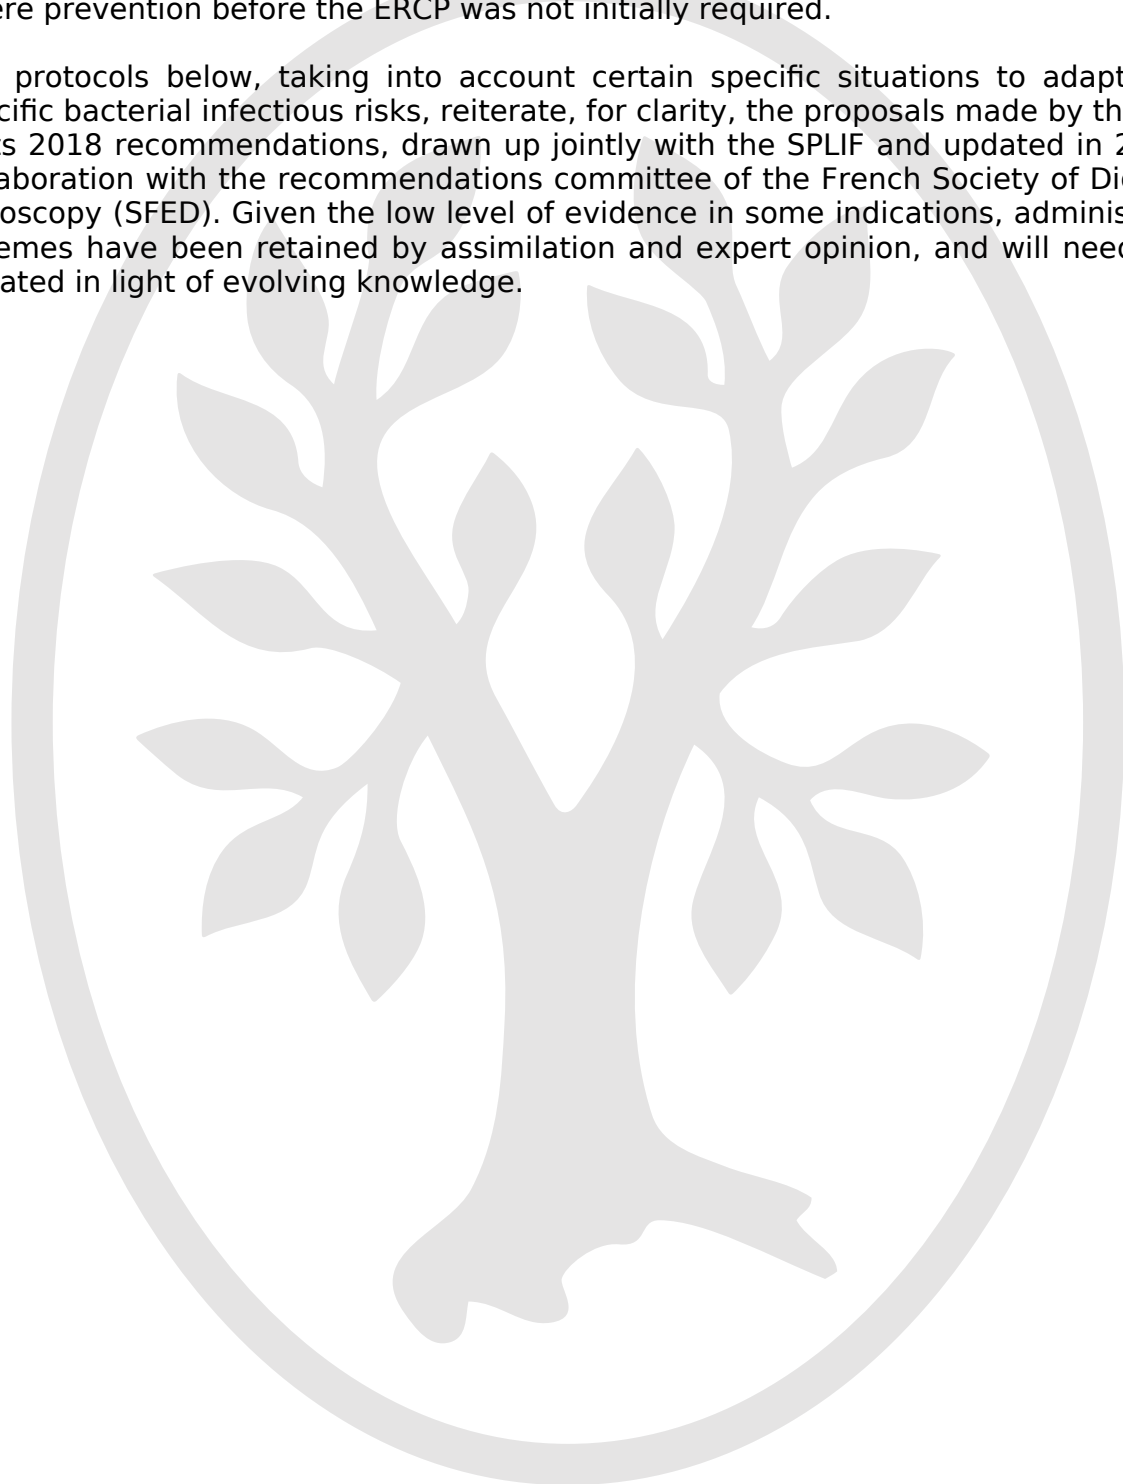 ere prevention before the ERCP was not initially required.
protocols below, taking into account certain specific situations to adapt
cific bacterial infectious risks, reiterate, for clarity, the proposals made by th
ts 2018 recommendations, drawn up jointly with the SPLIF and updated in 2
aboration with the recommendations committee of the French Society of Di
oscopy (SFED). Given the low level of evidence in some indications, adminis
emes have been retained by assimilation and expert opinion, and will need
ated in light of evolving knowledge.